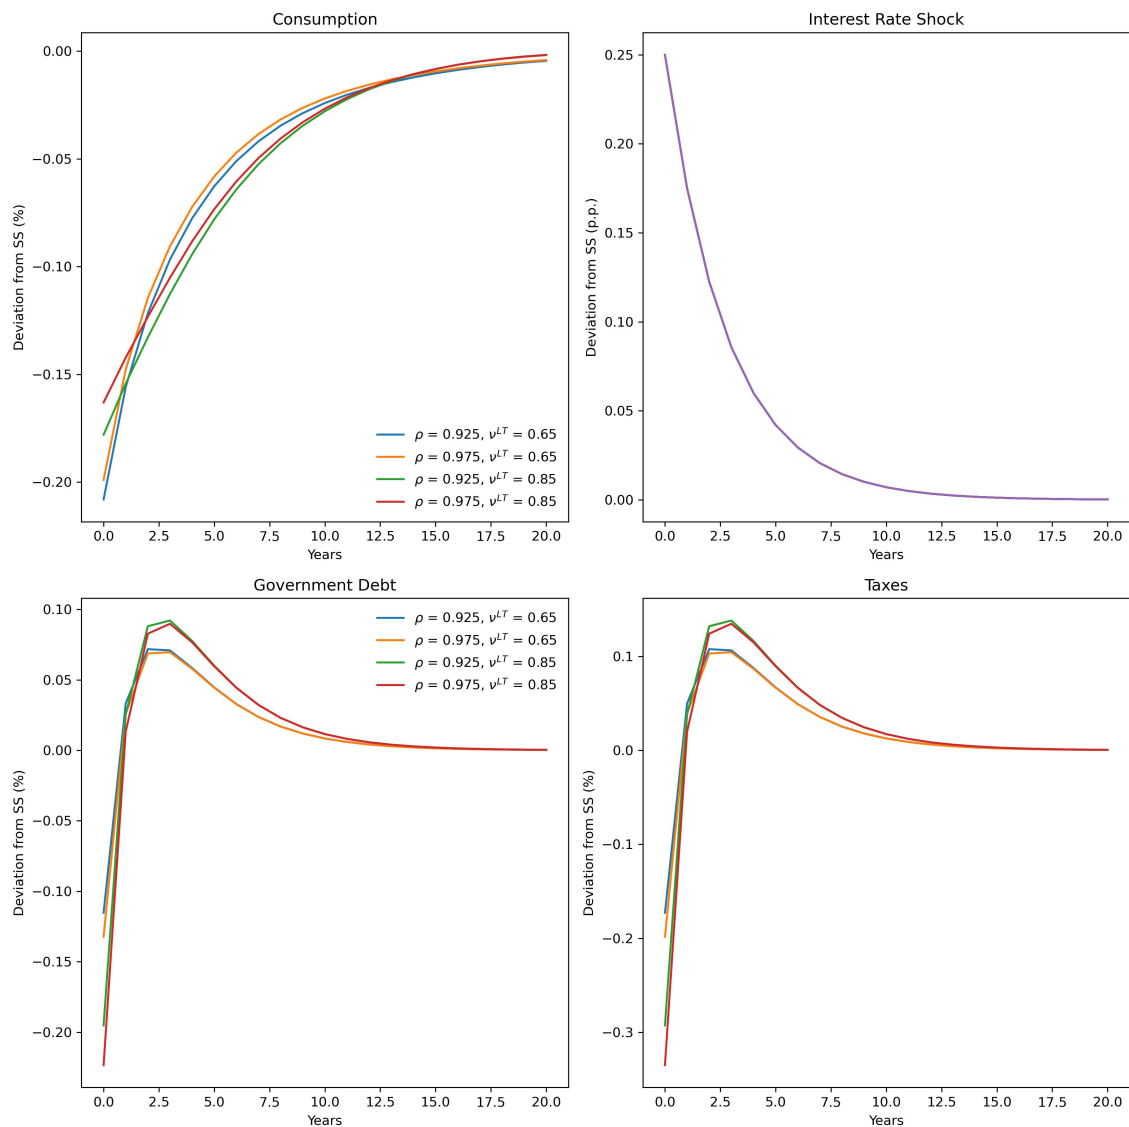 Consumption
Deviation from SS (%)
0.00
−0.05
−0.10
−0.15
−0.20
ρ = 0.925, ν^LT = 0.65
ρ = 0.975, ν^LT = 0.65
ρ = 0.925, ν^LT = 0.85
ρ = 0.975, ν^LT = 0.85
0.0 2.5 5.0 7.5 10.0 12.5 15.0 17.5 20.0
Years
Interest Rate Shock
Deviation from SS (p.p.)
0.25
0.20
0.15
0.10
0.05
0.00
0.0 2.5 5.0 7.5 10.0 12.5 15.0 17.5 20.0
Years
Government Debt
Deviation from SS (%)
0.10
0.05
0.00
−0.05
−0.10
−0.15
−0.20
ρ = 0.925, ν^LT = 0.65
ρ = 0.975, ν^LT = 0.65
ρ = 0.925, ν^LT = 0.85
ρ = 0.975, ν^LT = 0.85
0.0 2.5 5.0 7.5 10.0 12.5 15.0 17.5 20.0
Years
Taxes
Deviation from SS (%)
0.1
0.0
−0.1
−0.2
−0.3
0.0 2.5 5.0 7.5 10.0 12.5 15.0 17.5 20.0
Years